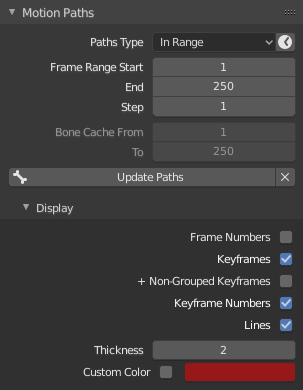 Motion Paths
Paths Type In Range
Frame Range Start 1
End 250
Step 1
Bone Cache From 1
To 250
Update Paths
Display
Frame Numbers
Keyframes
+ Non-Grouped Keyframes
Keyframe Numbers
Lines
Thickness 2
Custom Color